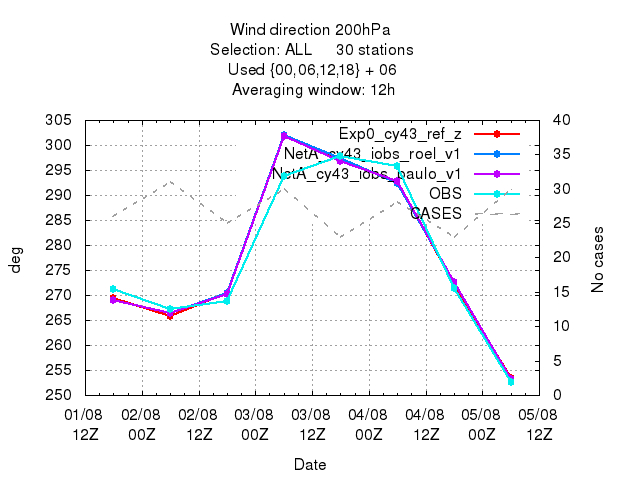 Wind direction 200hPa
Selection: ALL 30 stations
Used {00,06,12,18} + 06
Averaging window: 12h
305
300
295
290
285
280
275
270
265
260
255
250
deg
40
35
30
25
20
15
10
5
0
No cases
Exp0_cy43_ref_z
NetA_cy43_iobs_roel_v1
NetA_cy43_iobs_paulo_v1
OBS
CASES
01/08 02/08 02/08 03/08 03/08 04/08 04/08 05/08 05/08
12Z 00Z 12Z 00Z 12Z 00Z 12Z 00Z 12Z
Date